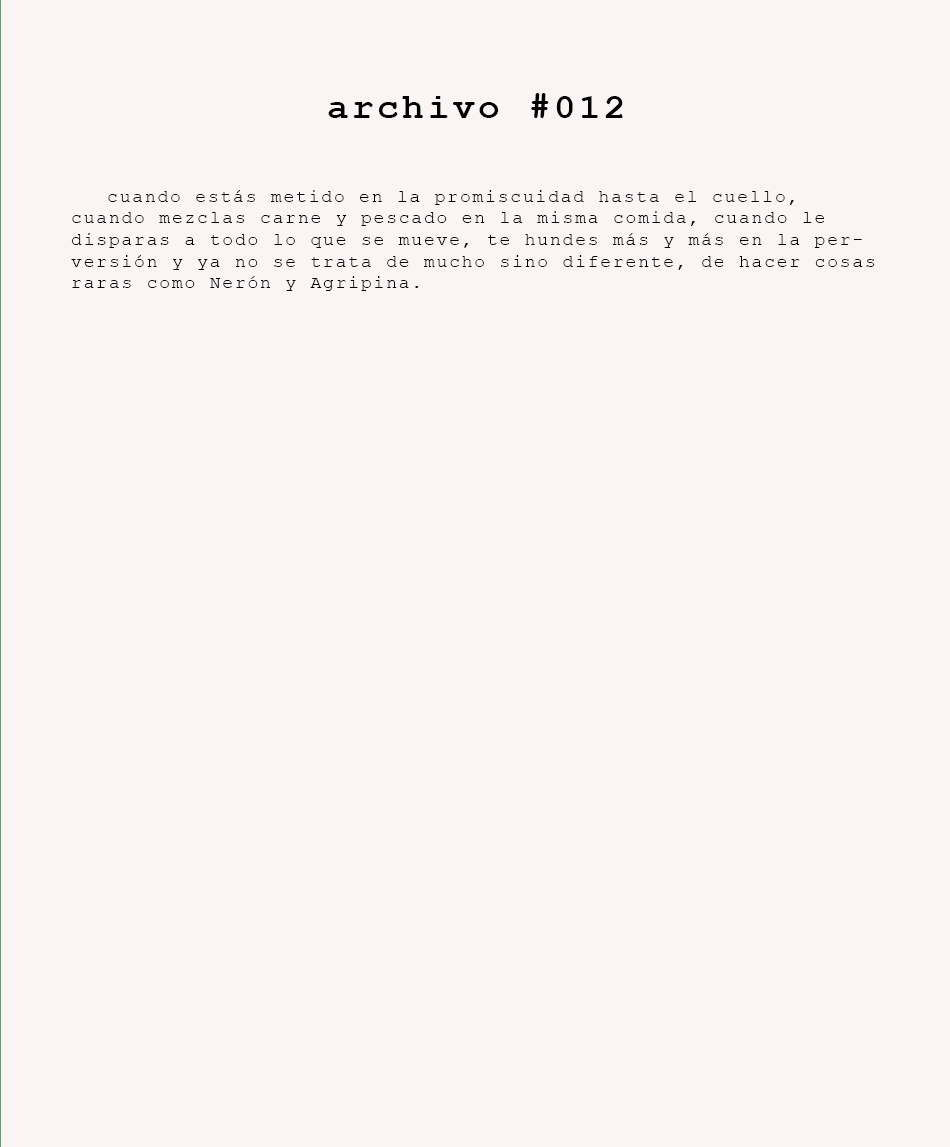 archivo #012
cuando estás metido en la promiscuidad hasta el cuello,
cuando mezclas carne y pescado en la misma comida, cuando le
disparas a todo lo que se mueve, te hundes más y más en la per-
versión y ya no se trata de mucho sino diferente, de hacer cosas
raras como Nerón y Agripina.